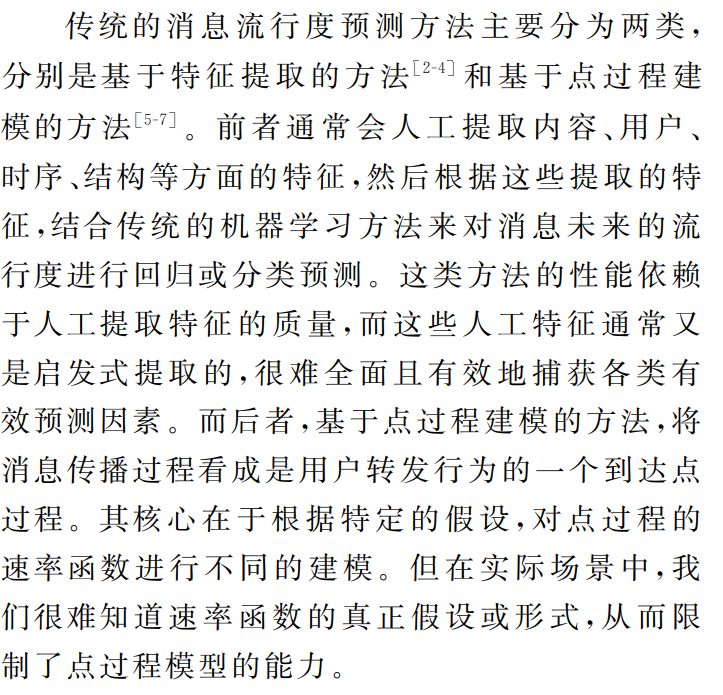 传统的消息流行度预测方法主要分为两类,
分别是基于特征提取的方法[2-4]和基于点过程建
模的方法[5-7]。前者通常会人工提取内容、用户、
时序、结构等方面的特征,然后根据这些提取的特
征,结合传统的机器学习方法来对消息未来的流
行度进行回归或分类预测。这类方法的性能依赖
于人工提取特征的质量,而这些人工特征通常又
是启发式提取的,很难全面且有效地捕获各类有
效预测因素。而后者,基于点过程建模的方法,将
消息传播过程看成是用户转发行为的一个到达点
过程。其核心在于根据特定的假设,对点过程的
速率函数进行不同的建模。但在实际场景中,我
们很难知道速率函数的真正假设或形式,从而限
制了点过程模型的能力。